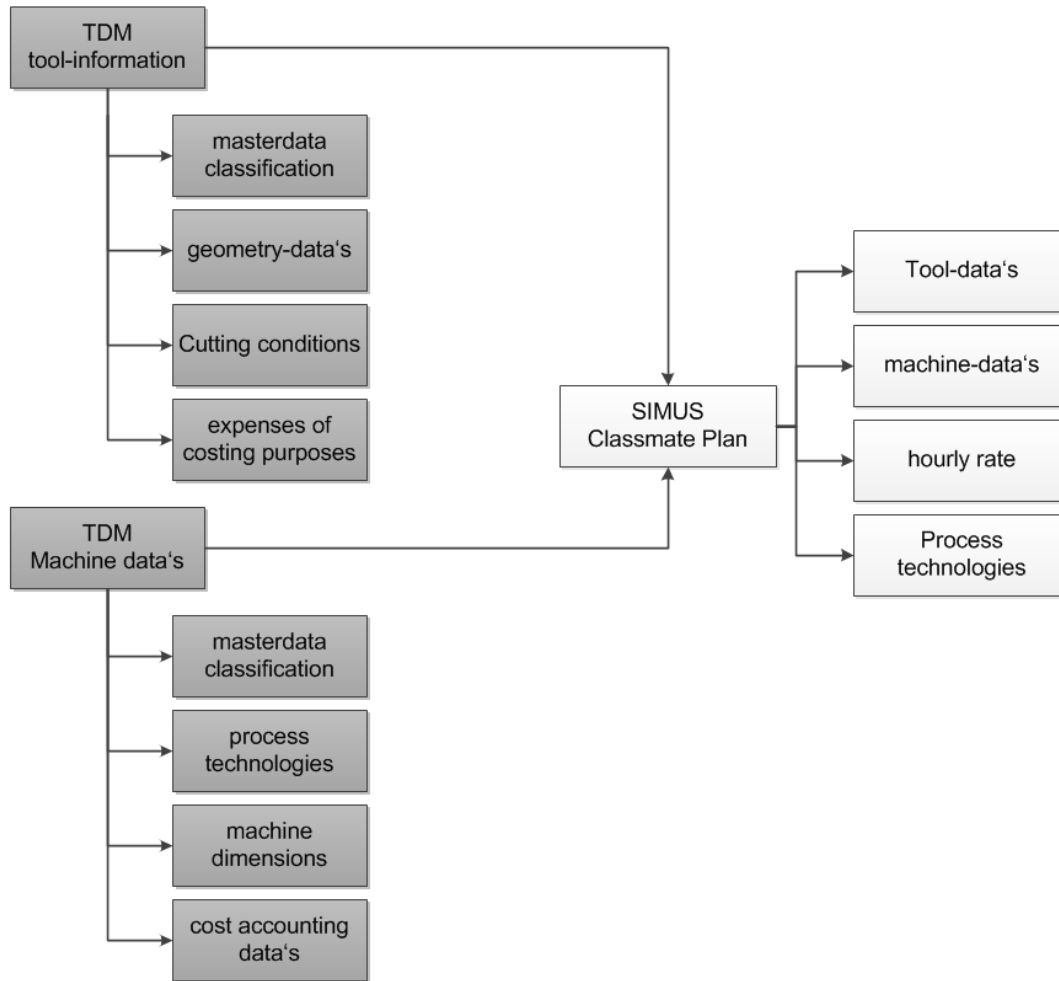 TDM
tool-information
masterdata
classification
geometry-data‘s
Cutting conditions
expenses of
costing purposes
TDM
Machine data‘s
masterdata
classification
process
technologies
machine
dimensions
cost accounting
data‘s
SIMUS
Classmate Plan
Tool-data‘s
machine-data‘s
hourly rate
Process
technologies